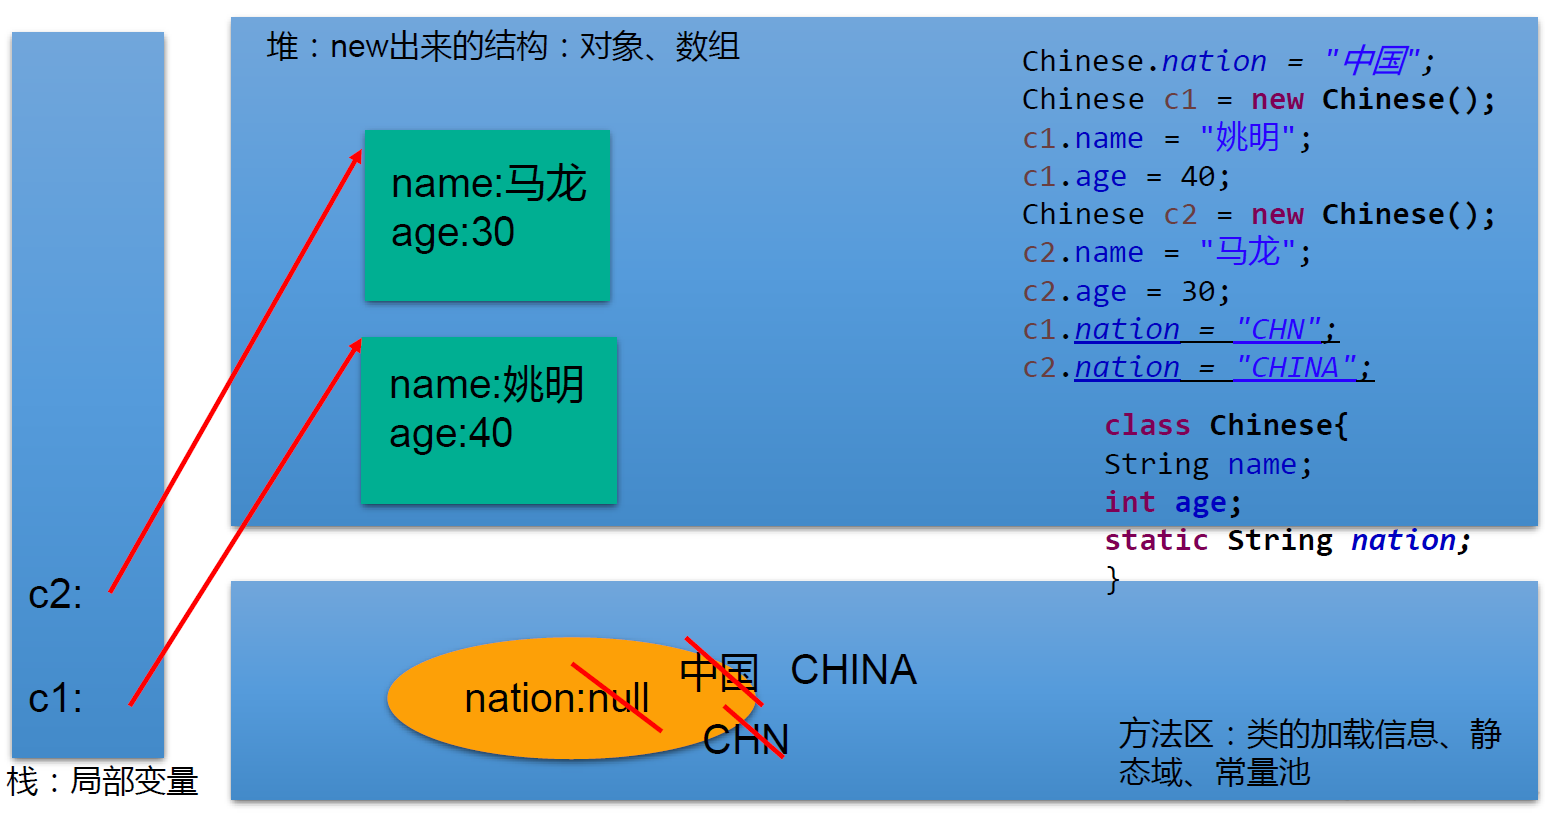 堆：new出来的结构：对象、数组
Chinese.nation = "中国";
Chinese c1 = new Chinese();
c1.name = "姚明";
c1.age = 40;
Chinese c2 = new Chinese();
c2.name = "马龙";
c2.age = 30;
c1.nation = "CHN";
c2.nation = "CHINA";
class Chinese{
String name;
int age;
static String nation;
}
name:马龙
age:30
name:姚明
age:40
c2:
c1:
栈：局部变量
nation:null
中国
CHINA
CHN
方法区：类的加载信息、静
态域、常量池